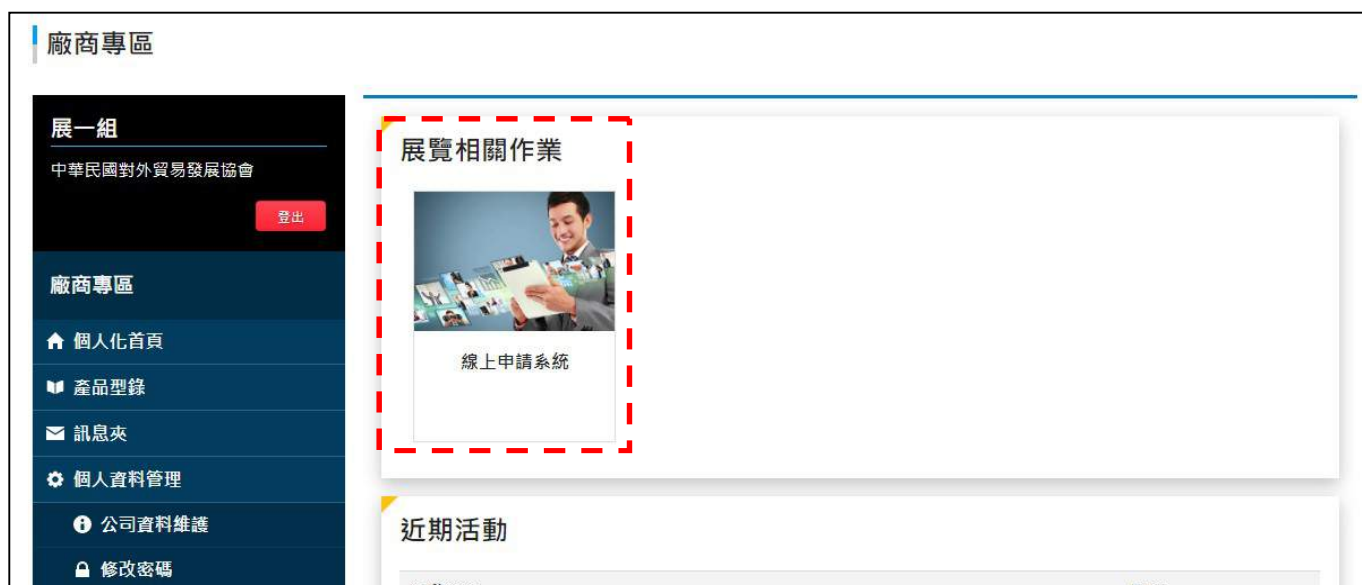 廠商專區
展一組
中華民國對外貿易發展協會
登出
廠商專區
個人化首頁
產品型錄
訊息夾
個人資料管理
公司資料維護
修改密碼
展覽相關作業
線上申請系統
近期活動